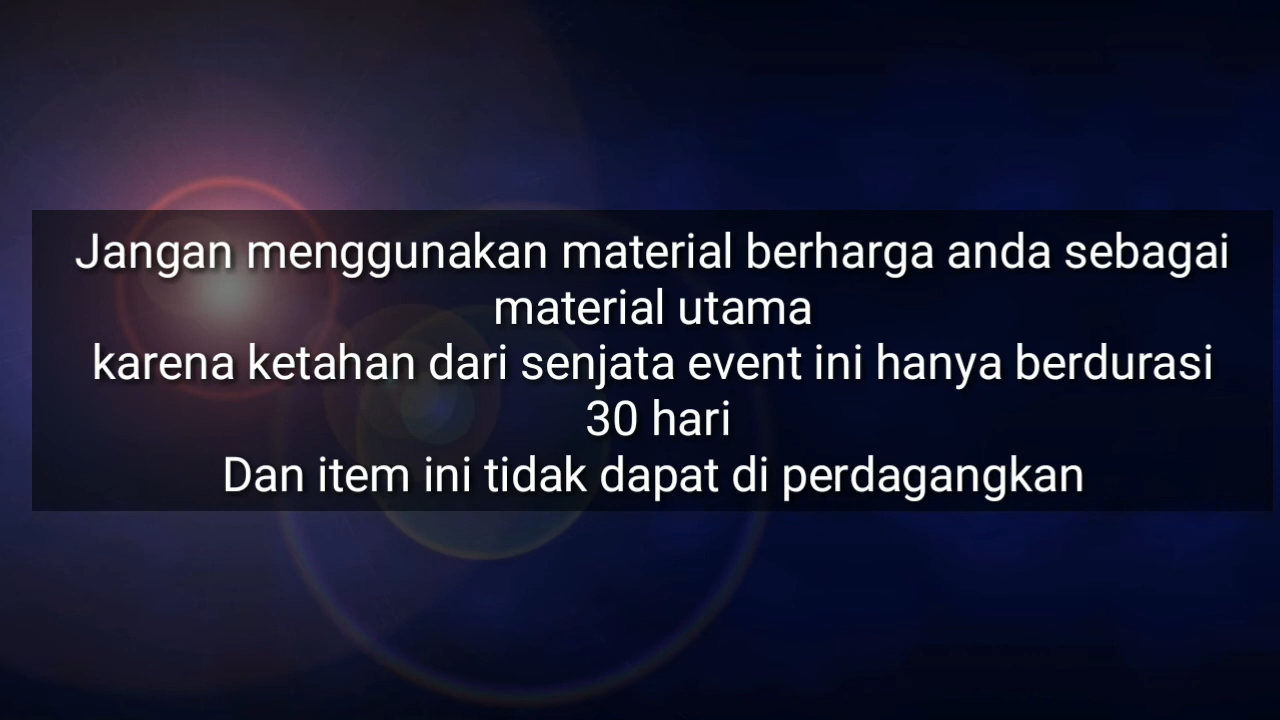 Jangan menggunakan material berharga anda sebagai
material utama
karena ketahan dari senjata event ini hanya berdurasi
30 hari
Dan item ini tidak dapat di perdagangkan